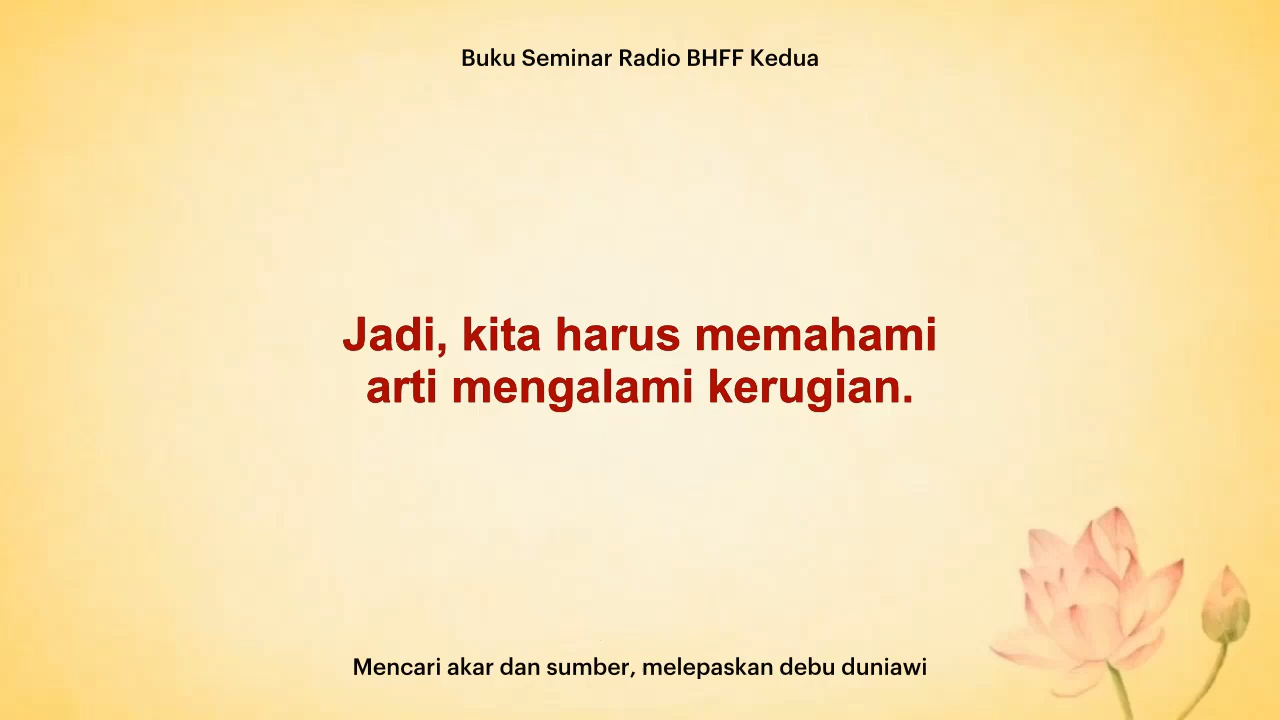 Buku Seminar Radio BHFF Kedua
Jadi, kita harus memahami
arti mengalami kerugian.
Mencari akar dan sumber, melepaskan debu duniawi